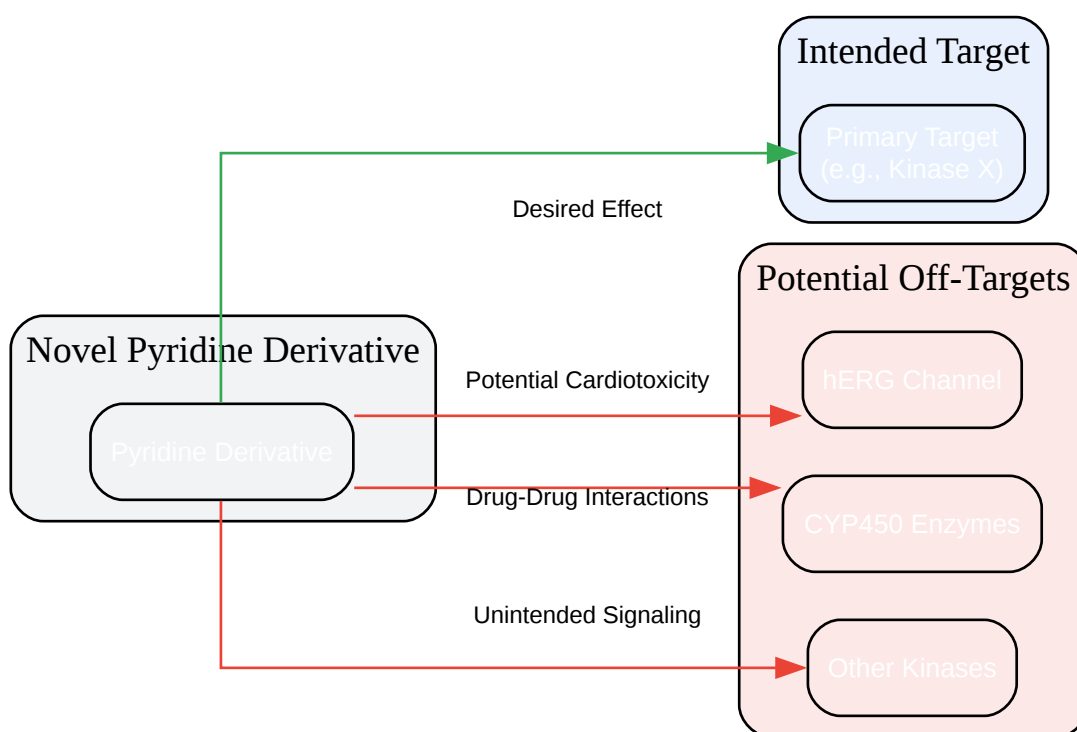 Intended Target
Primary Target
(e.g., Kinase X)
Desired Effect
Potential Off-Targets
Novel Pyridine Derivative
Potential Cardiotoxicity
hERG Channel
Pyridine Derivative
Drug-Drug Interactions
CYP450 Enzymes
Unintended Signaling
Other Kinases